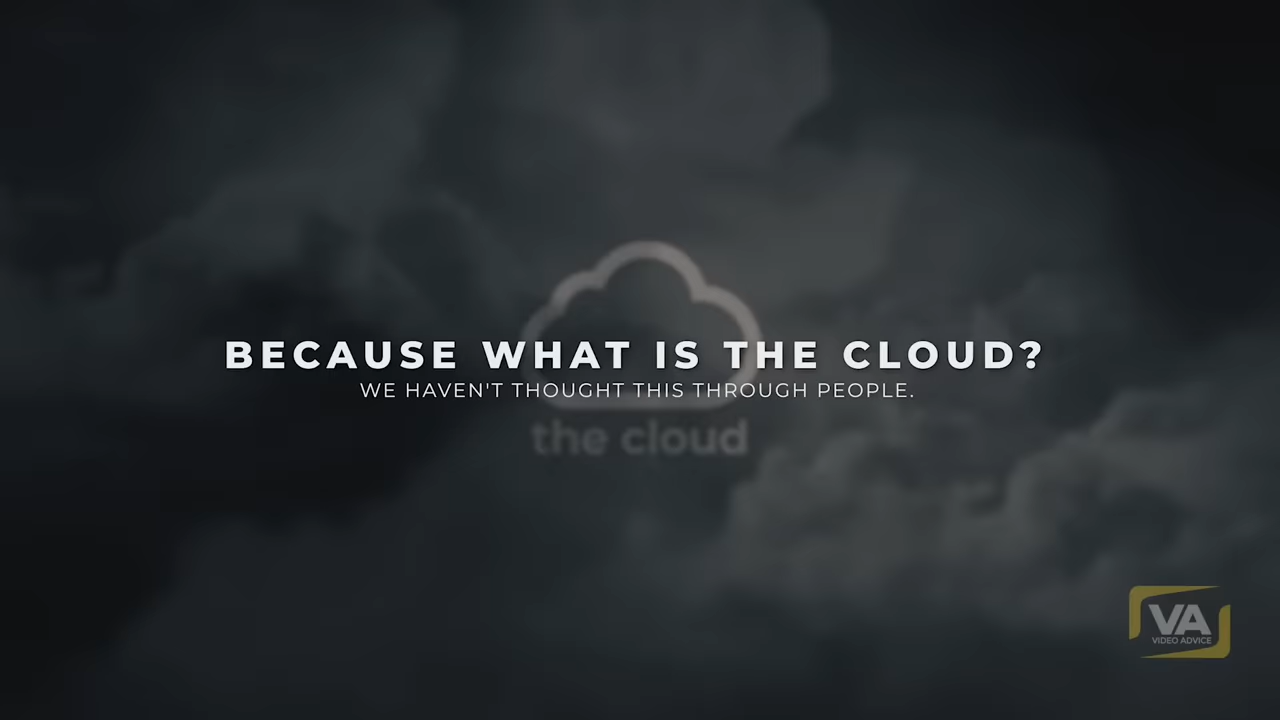 BECAUSE WHAT IS THE CLOUD?
WE HAVEN'T THOUGHT THIS THROUGH PEOPLE.
the cloud
VA
VIDEO ADVICE